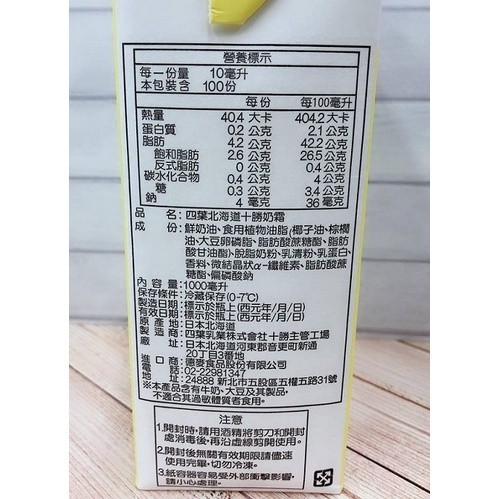 營養標示
每一份量 10毫升
本包裝含 100份
每份 每100毫升
熱量 40.4 大卡 404.2 大卡
蛋白質 0.2 公克 2.1 公克
脂肪 4.2 公克 42.2 公克
飽和脂肪 2.6 公克 26.5 公克
反式脂肪 0 公克 0.4 公克
碳水化合物 0.4 公克 4 公克
糖 0.3 公克 3.4 公克
鈉 4 毫克 36 毫克
品名：四葉北海道十勝奶霜
成份：鮮奶油、食用植物油脂(椰子油、棕櫚
油、大豆卵磷脂、脂肪酸蔗糖酯、脂肪
酸甘油酯)、脫脂奶粉、乳清粉、乳蛋白、
香料、微結晶狀α-纖維素、脂肪酸蔗
糖酯、偏磷酸鈉
內容量：1000毫升
保存條件：冷藏保存(0-7℃)
製造日期：標示於瓶上(西元年/月/日)
有效日期：標示於瓶上(西元年/月/日)
原產地：日本北海道
製造商：四葉乳業株式會社十勝主管工場
廠址：日本北海道河東郡音更町新通
20丁目3番地
進口商：德麥食品股份有限公司
電話：02-22981347
地址：24888 新北市五股區五權五路31號
※本產品含有牛奶、大豆及其製品，
不適合其過敏體質者食用。
注意
1.開封時，請用酒精將剪刀和開封
處消毒後，再沿虛線剪開使用。
2.開封後無關有效期限請儘速
使用完畢，切勿冷凍。
3.紙容器容易受外部衝擊影響，
請小心處理。